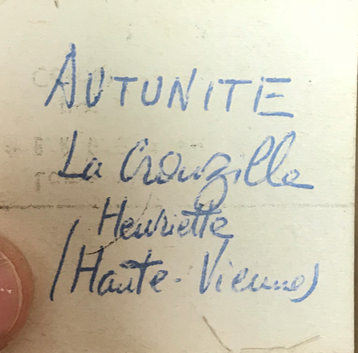 AUTUNITE
La Crouzille
Henriette
(Haute-Vienne)